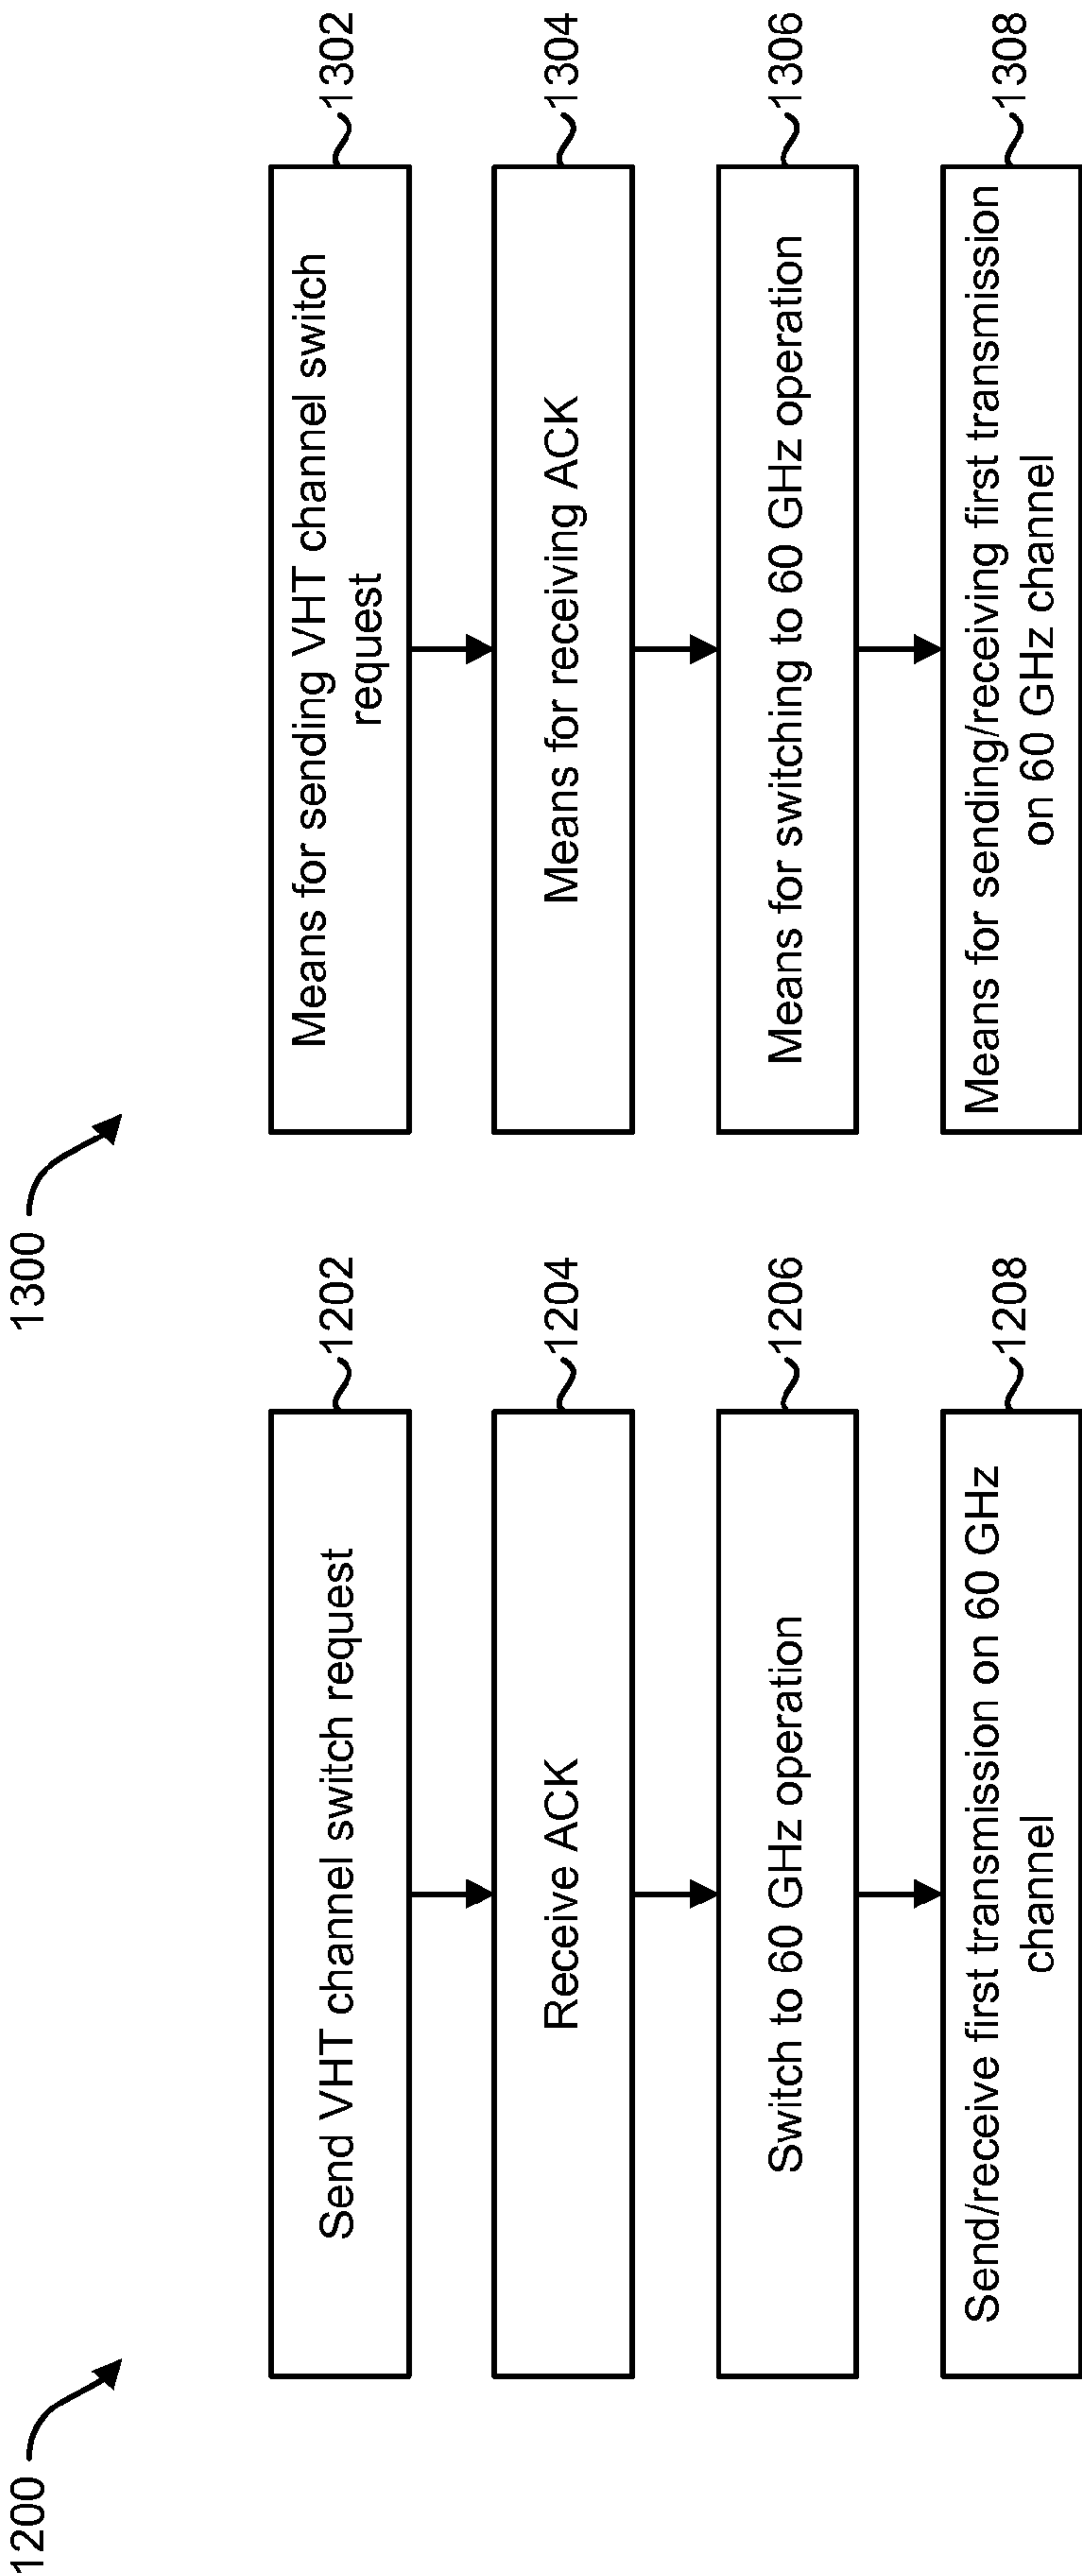 1200
Send VHT channel switch request
1202
Receive ACK
1204
Switch to 60 GHz operation
1206
Send/receive first transmission on 60 GHz
channel
1208
1300
Means for sending VHT channel switch
request
1302
Means for receiving ACK
1304
Means for switching to 60 GHz operation
1306
Means for sending/receiving first transmission
on 60 GHz channel
1308